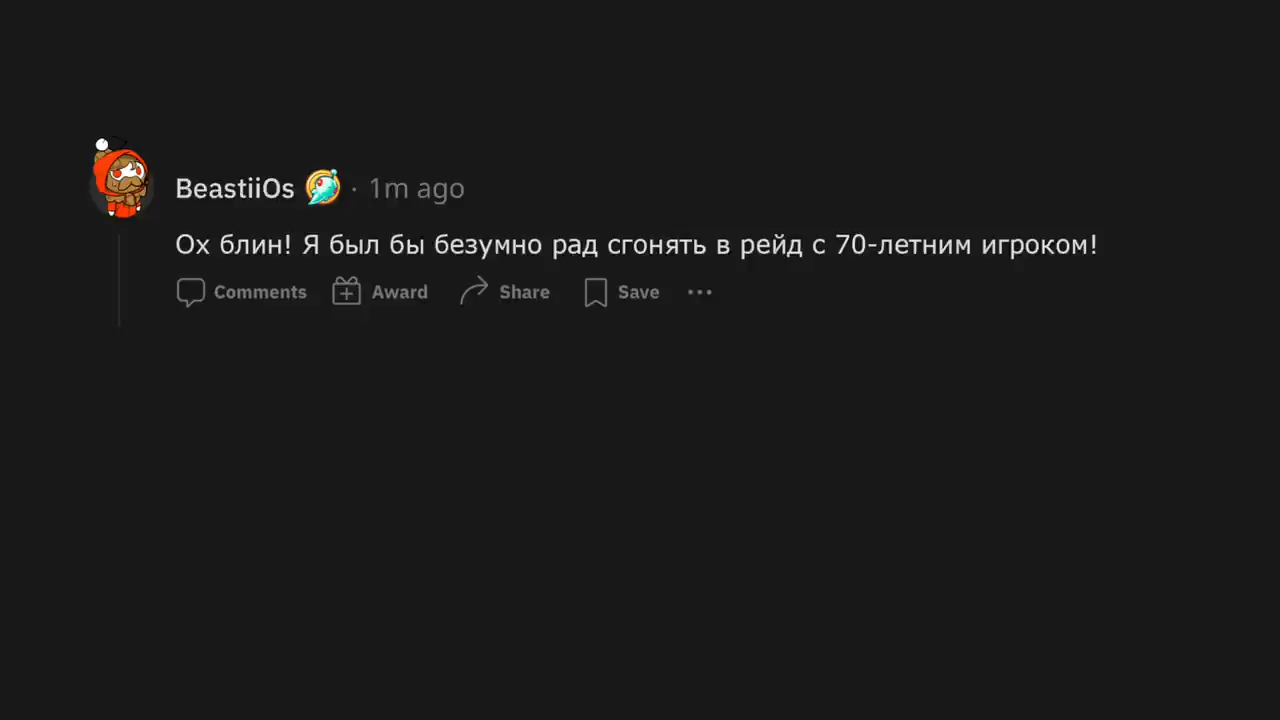 BeastiiOs · 1m ago
Ох блин! Я был бы безумно рад сгонять в рейд с 70-летним игроком!
Comments Award Share Save ···